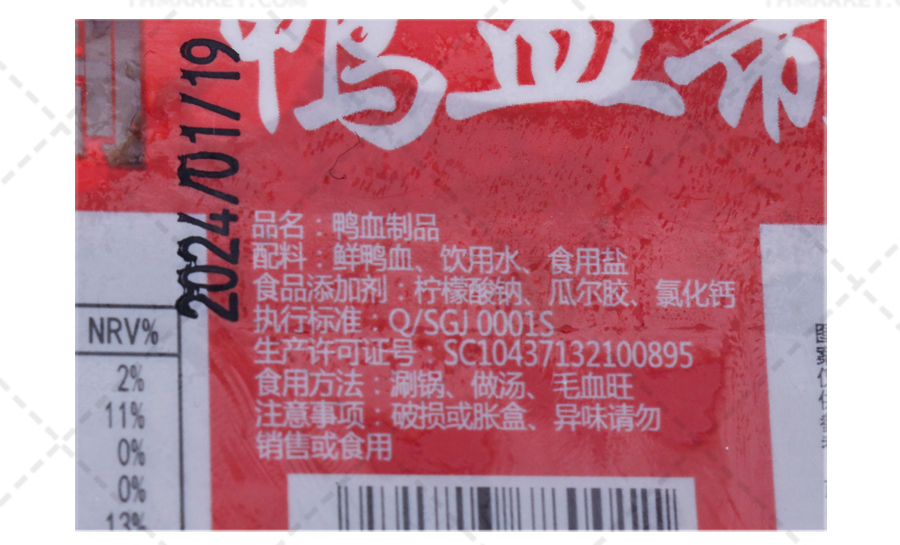 鸭血制
2024/01/19
品名：鸭血制品
配料：鲜鸭血、饮用水、食用盐
食品添加剂：柠檬酸钠、瓜尔胶、氯化钙
执行标准：Q/SGJ 0001S
生产许可证号：SC10437132100895
食用方法：涮锅、做汤、毛血旺
注意事项：破损或胀盒、异味请勿
销售或食用
NRV%
2%
11%
0%
0%
13%